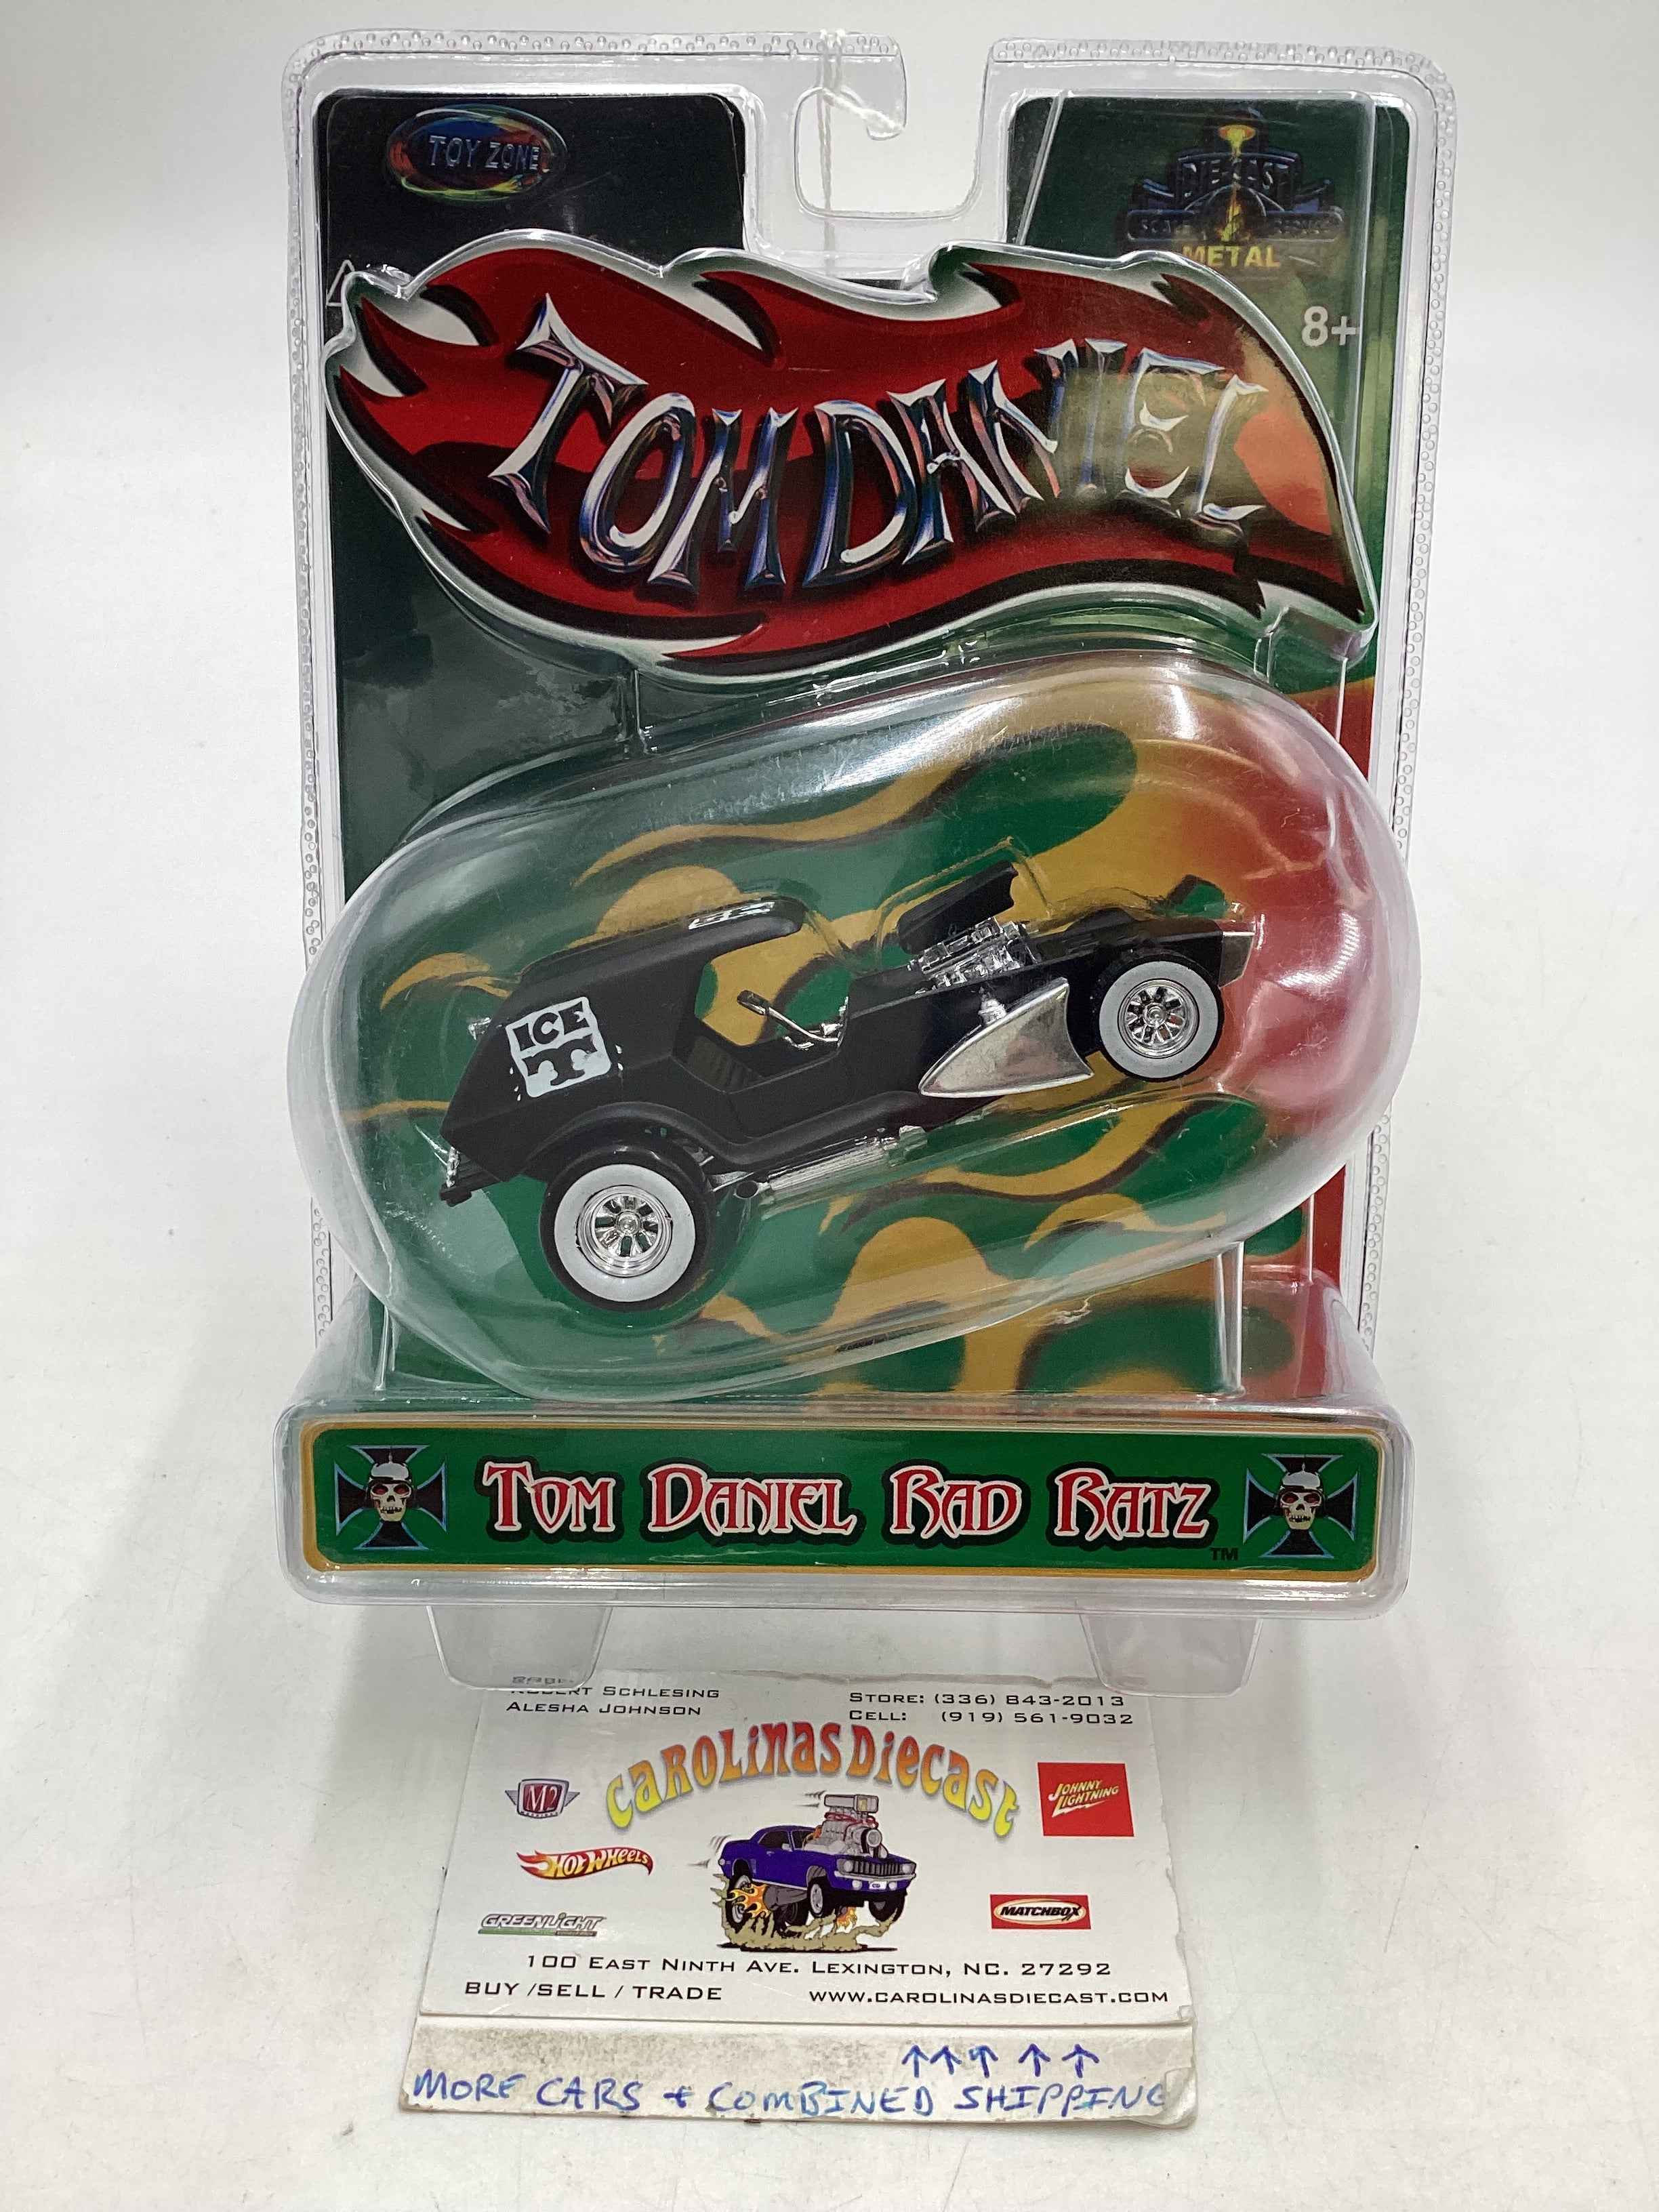 TOY ZONE
DIE-CAST
METAL
8+
TOM DANIEL
ICE
T
TOM DANIEL RAD RATZ
TM
ROBERT SCHLESING
ALESHA JOHNSON
STORE: (336) 843-2013
CELL: (919) 561-9032
CAROLINAS DIECAST
M2
JOHNNY
LIGHTNING
HOT WHEELS
GREENLIGHT
MATCHBOX
100 EAST NINTH AVE. LEXINGTON, NC. 27292
BUY /SELL / TRADE
WWW.CAROLINASDIECAST.COM
MORE CARS + COMBINED SHIPPING